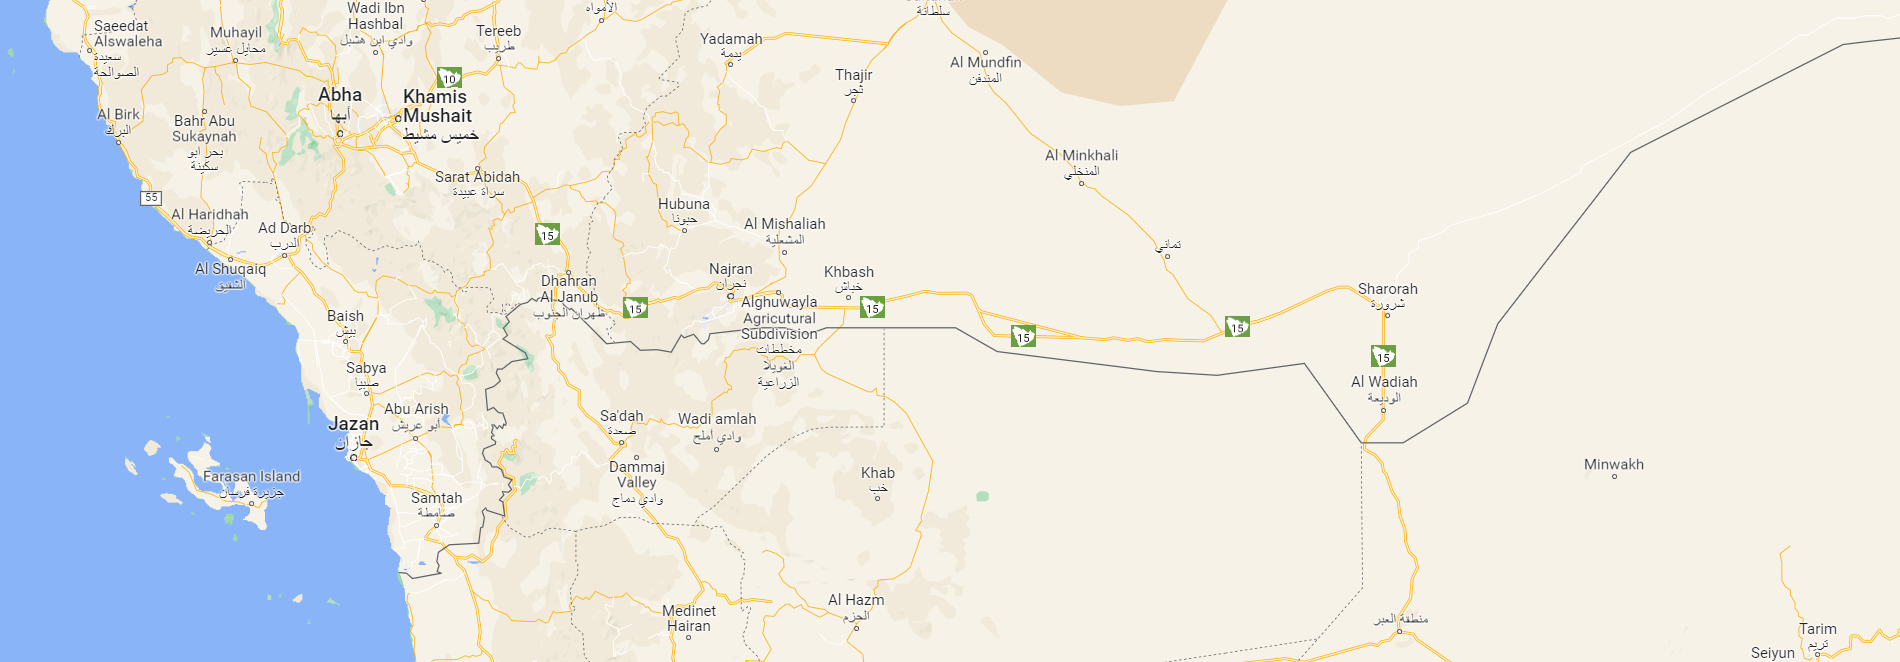 Saeedat
Alswaleha
سعيدة
الصوالحة
Muhayil
محايل عسير
Wadi Ibn
Hashbal
وادي ابن هشبل
Tereeb
طريب
الأمواه
Yadamah
يدمة
سلطانة
Al Mundfin
المندفن
Thajir
ثجر
10
Abha
أبها
Khamis
Mushait
خميس مشيط
Al Birk
البرك
Bahr Abu
Sukaynah
بحر ابو
سكينة
Al Minkhali
المنخلي
Sarat Abidah
سراة عبيدة
55
Al Haridhah
الحريضة
Ad Darb
الدرب
Hubuna
حبونا
Al Mishaliah
المشعلية
15
تماني
Al Shuqaiq
الشقيق
Dhahran
Al Janub
ظهران الجنوب
Najran
نجران
Khbash
خباش
15
15
Alghuwayla
Agricutural
Subdivision
مخططات
الغويلا
الزراعية
15
15
Sharorah
شرورة
Baish
بيش
15
Sabya
صبيا
Al Wadiah
الوديعة
Jazan
جازان
Abu Arish
أبو عريش
Sa'dah
صعدة
Wadi amlah
وادي أملح
Farasan Island
جزيرة فرسان
Dammaj
Valley
وادي دماج
Khab
خب
Minwakh
Samtah
صامطة
Medinet
Hairan
Al Hazm
الحزم
منطقة العبر
Tarim
تريم
Seiyun